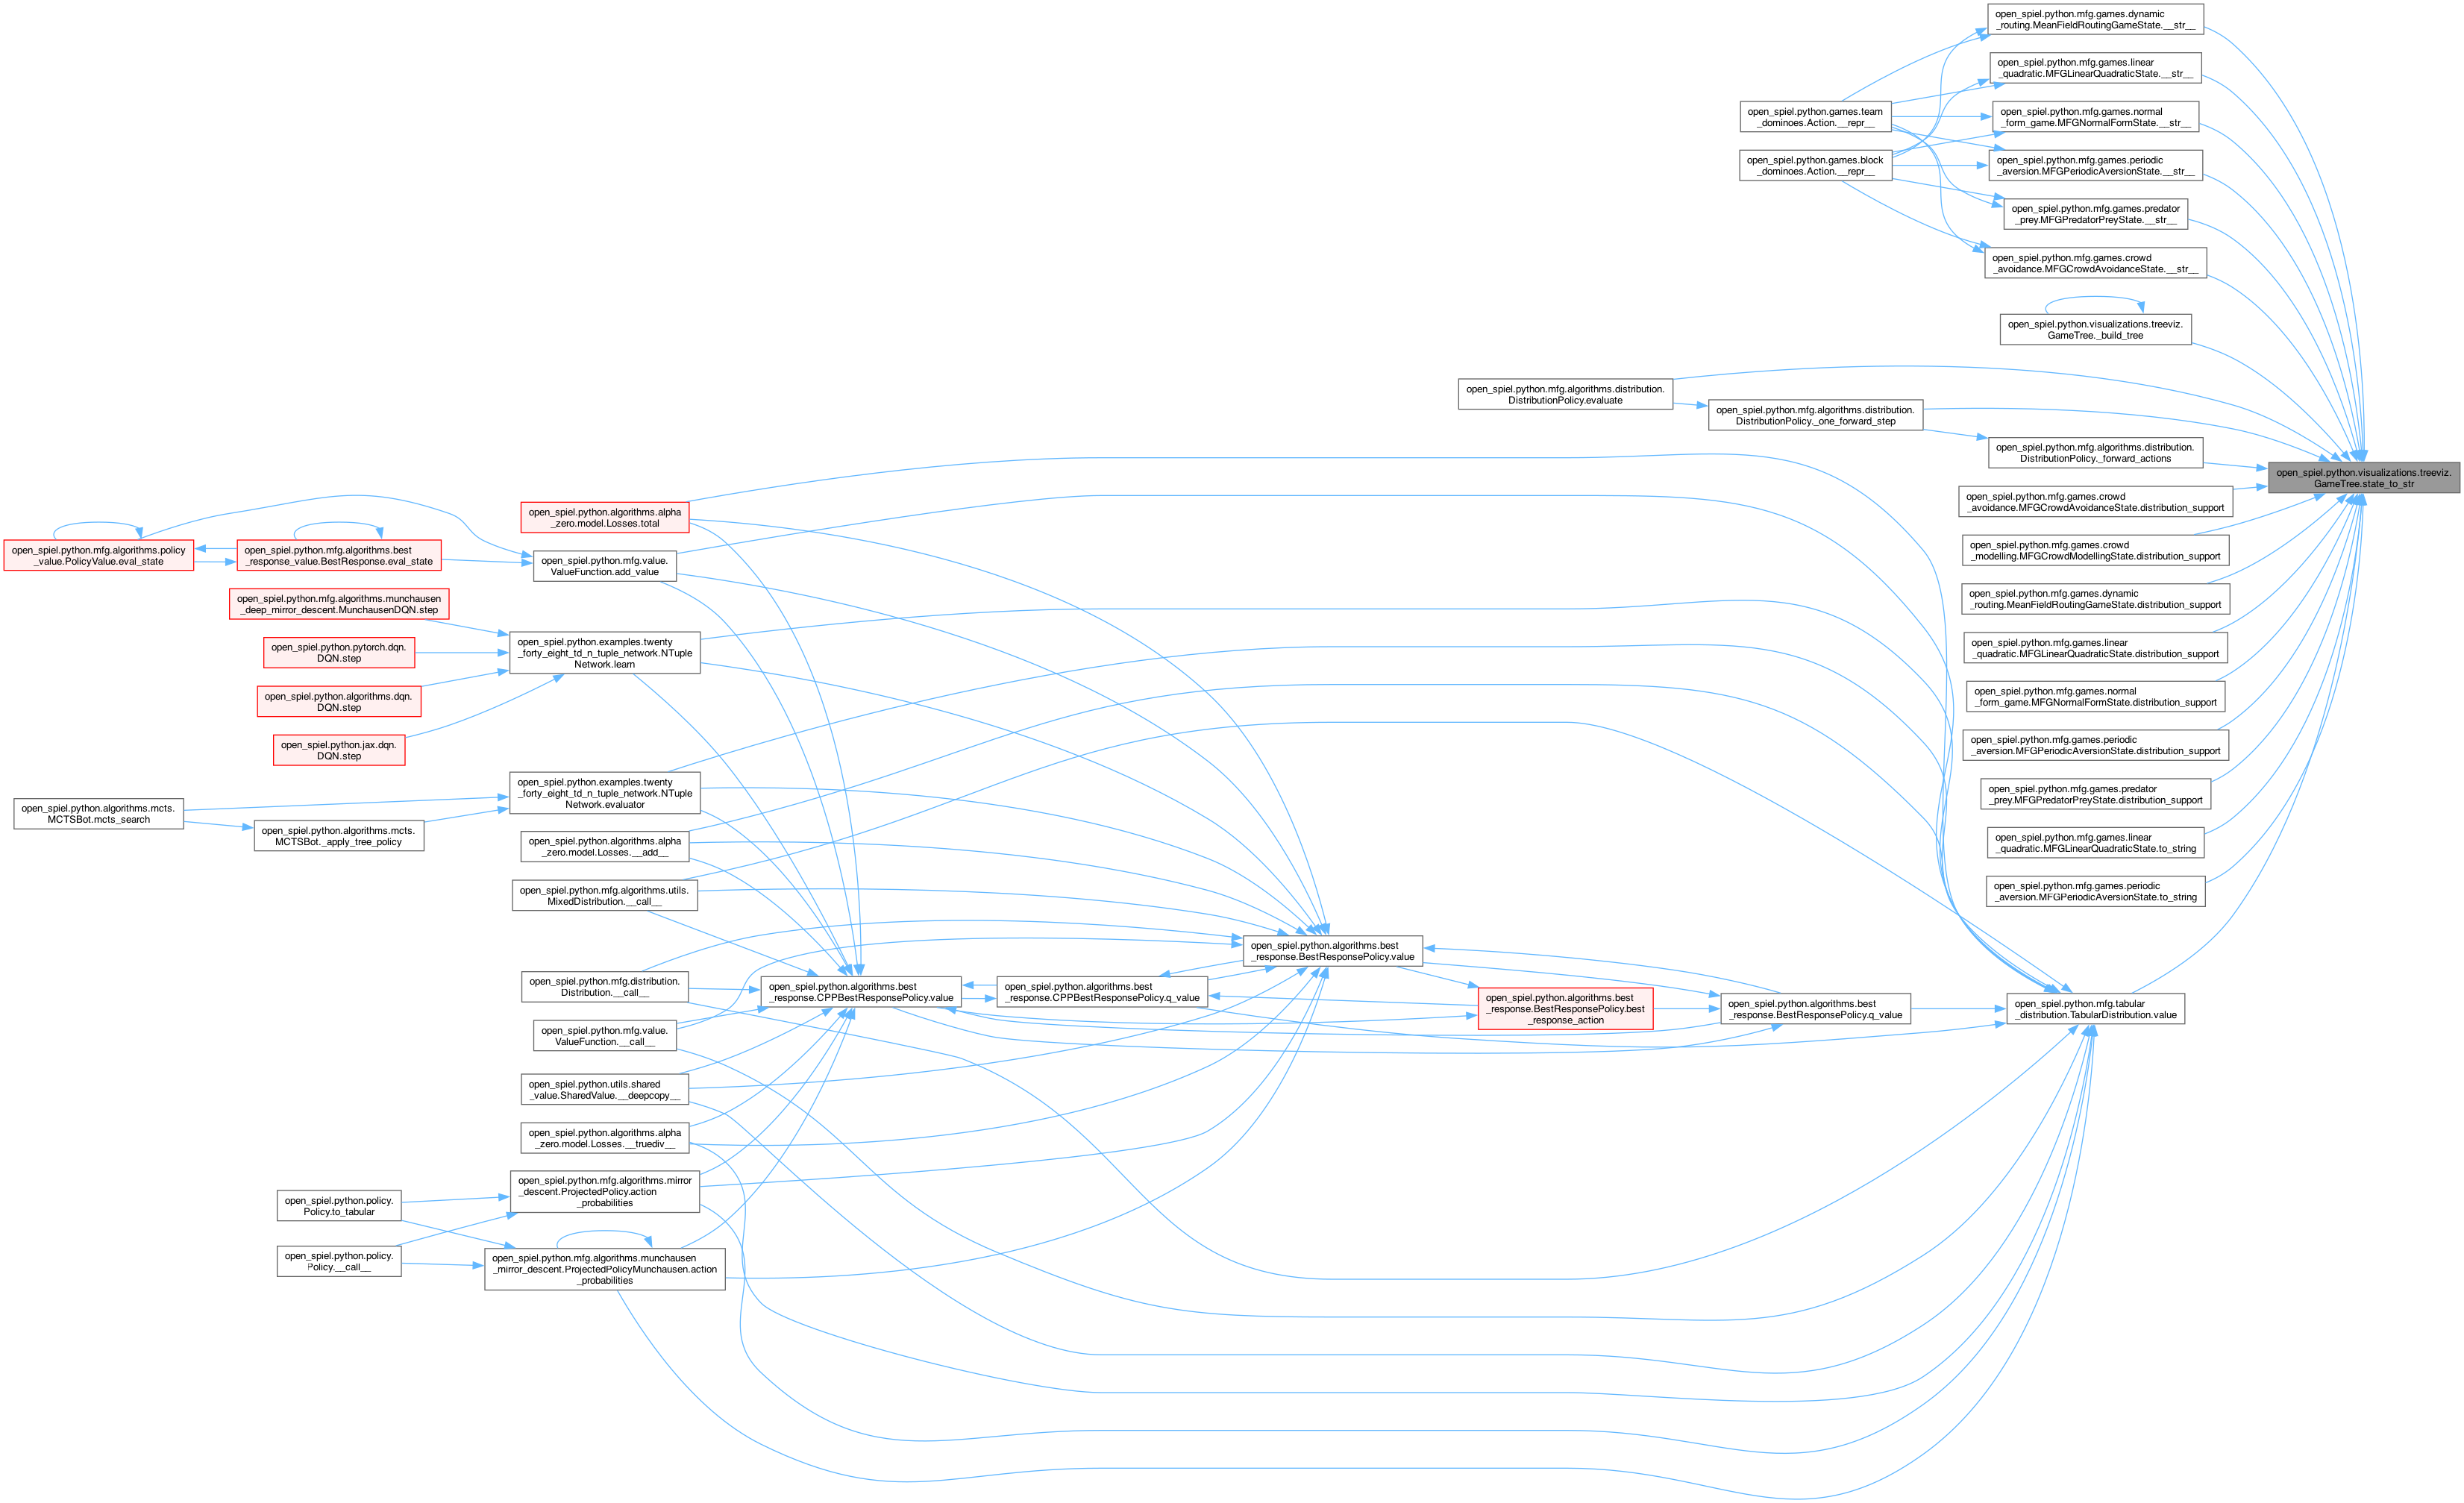 open_spiel.python.mfg.games.dynamic
_routing.MeanFieldRoutingGameState.__str__
open_spiel.python.mfg.games.linear
_quadratic.MFGLinearQuadraticState.__str__
open_spiel.python.games.team
_dominoes.Action.__repr__
open_spiel.python.mfg.games.normal
_form_game.MFGNormalFormState.__str__
open_spiel.python.games.block
_dominoes.Action.__repr__
open_spiel.python.mfg.games.periodic
_aversion.MFGPeriodicAversionState.__str__
open_spiel.python.mfg.games.predator
_prey.MFGPredatorPreyState.__str__
open_spiel.python.mfg.games.crowd
_avoidance.MFGCrowdAvoidanceState.__str__
open_spiel.python.visualizations.treeviz.
GameTree._build_tree
open_spiel.python.mfg.algorithms.distribution.
DistributionPolicy.evaluate
open_spiel.python.mfg.algorithms.distribution.
DistributionPolicy._one_forward_step
open_spiel.python.mfg.algorithms.distribution.
DistributionPolicy._forward_actions
open_spiel.python.visualizations.treeviz.
GameTree.state_to_str
open_spiel.python.mfg.games.crowd
_avoidance.MFGCrowdAvoidanceState.distribution_support
open_spiel.python.algorithms.alpha
_zero.model.Losses.total
open_spiel.python.mfg.games.crowd
_modelling.MFGCrowdModellingState.distribution_support
open_spiel.python.mfg.algorithms.policy
_value.PolicyValue.eval_state
open_spiel.python.mfg.algorithms.best
_response_value.BestResponse.eval_state
open_spiel.python.mfg.value.
ValueFunction.add_value
open_spiel.python.mfg.games.dynamic
_routing.MeanFieldRoutingGameState.distribution_support
open_spiel.python.mfg.algorithms.munchausen
_deep_mirror_descent.MunchausenDQN.step
open_spiel.python.pytorch.dqn.
DQN.step
open_spiel.python.examples.twenty
_forty_eight_td_n_tuple_network.NTuple
Network.learn
open_spiel.python.mfg.games.linear
_quadratic.MFGLinearQuadraticState.distribution_support
open_spiel.python.algorithms.dqn.
DQN.step
open_spiel.python.mfg.games.normal
_form_game.MFGNormalFormState.distribution_support
open_spiel.python.jax.dqn.
DQN.step
open_spiel.python.mfg.games.periodic
_aversion.MFGPeriodicAversionState.distribution_support
open_spiel.python.examples.twenty
_forty_eight_td_n_tuple_network.NTuple
Network.evaluator
open_spiel.python.mfg.games.predator
_prey.MFGPredatorPreyState.distribution_support
open_spiel.python.algorithms.mcts.
MCTSBot.mcts_search
open_spiel.python.algorithms.mcts.
MCTSBot._apply_tree_policy
open_spiel.python.algorithms.alpha
_zero.model.Losses.__add__
open_spiel.python.mfg.games.linear
_quadratic.MFGLinearQuadraticState.to_string
open_spiel.python.mfg.algorithms.utils.
MixedDistribution.__call__
open_spiel.python.mfg.games.periodic
_aversion.MFGPeriodicAversionState.to_string
open_spiel.python.algorithms.best
_response.BestResponsePolicy.value
open_spiel.python.mfg.distribution.
Distribution.__call__
open_spiel.python.algorithms.best
_response.CPPBestResponsePolicy.value
open_spiel.python.algorithms.best
_response.CPPBestResponsePolicy.q_value
open_spiel.python.algorithms.best
_response.BestResponsePolicy.best
_response_action
open_spiel.python.algorithms.best
_response.BestResponsePolicy.q_value
open_spiel.python.mfg.tabular
_distribution.TabularDistribution.value
open_spiel.python.mfg.value.
ValueFunction.__call__
open_spiel.python.utils.shared
_value.SharedValue.__deepcopy__
open_spiel.python.algorithms.alpha
_zero.model.Losses.__truediv__
open_spiel.python.mfg.algorithms.mirror
_descent.ProjectedPolicy.action
_probabilities
open_spiel.python.policy.
Policy.to_tabular
open_spiel.python.policy.
Policy.__call__
open_spiel.python.mfg.algorithms.munchausen
_mirror_descent.ProjectedPolicyMunchausen.action
_probabilities